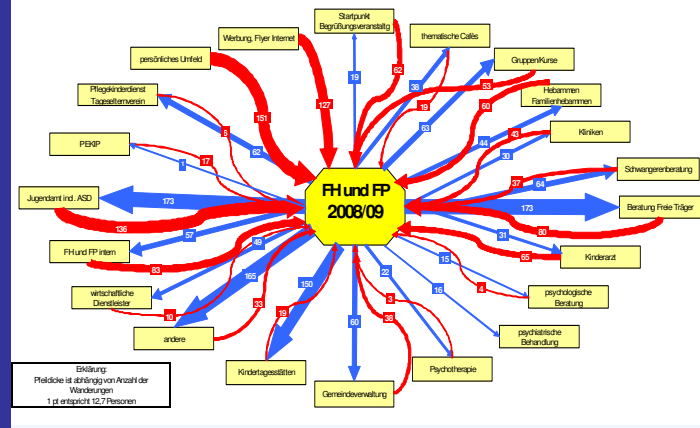 Startpunkt
Begrüßungsveranstaltg
Werbung, Flyer Internet
thematische Cafès
persönliches Umfeld
Gruppen/Kurse
Pflegekinderdienst
Tageselternverein
Hebammen
Familienhebammen
Kliniken
PEKIP
Schwangerenberatung
Jugendamt incl. ASD
Beratung Freie Träger
FH und FP
2008/09
FH und FP intern
Kinderarzt
wirtschaftliche
Dienstleister
psychologische
Beratung
andere
psychiatrische
Behandlung
Kindertagesstätten
Psychotherapie
Gemeindeverwaltung
19
62
38
19
53
63
60
127
151
44
43
30
62
17
37
64
173
173
136
60
57
31
83
65
49
15
4
165
10
33
150
19
22
3
16
60
38
Erklärung:
Pfeildicke ist abhängig von Anzahl der
Wanderungen
1 pt entspricht 12,7 Personen